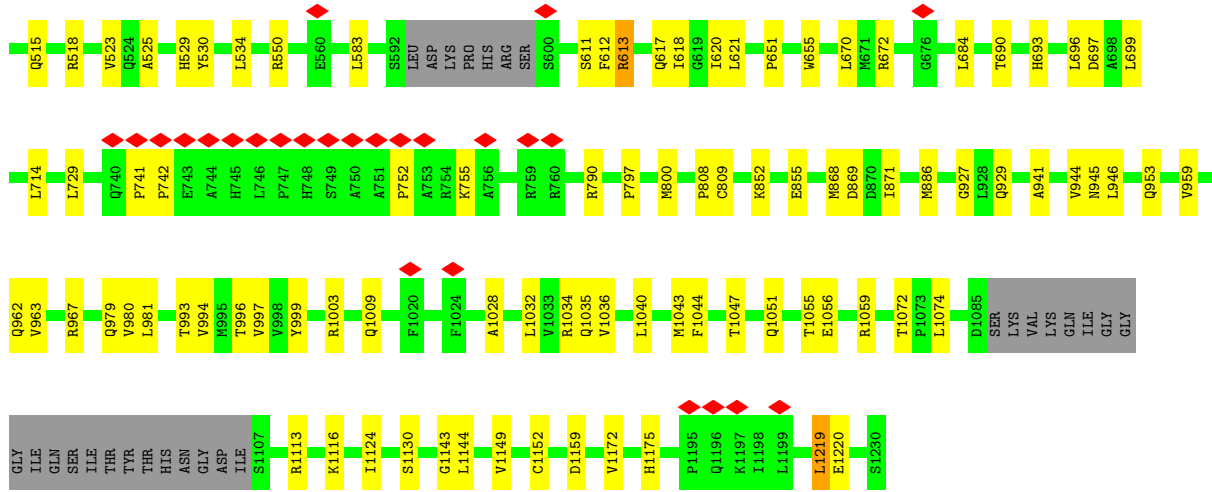 Q515 R518 V523 Q524 A525 H529 Y530 L534 R550 E560 L583 S592 LEU ASP LYS PRO HIS ARG SER S600 S611 F612 R613 Q617 I618 G619 I620 L621 P651 W655 L670 M671 R672 G676 L684 T690 H693 L696 D697 A698 L699
L714 L729 Q740 P741 P742 E743 A744 H745 L746 P747 H748 S749 A750 A751 P752 A753 R754 K755 A756 R759 R760 R790 P797 M800 P808 C809 K852 E855 M868 D869 D870 I871 M886 G927 L928 Q929 A941 V944 N945 L946 Q953 V959
Q962 V963 R967 Q979 V980 L981 T993 V994 M995 T996 V997 V998 Y999 R1003 Q1009 F1020 F1024 A1028 L1032 V1033 R1034 Q1035 V1036 L1040 M1043 F1044 T1047 Q1051 T1055 E1056 R1059 T1072 P1073 L1074 D1085 SER LYS VAL LYS GLN ILE GLY GLY
GLY ILE GLN SER ILE THR TYR THR HIS ASN GLY ASP ILE S1107 R1113 K1116 I1124 S1130 G1143 L1144 V1149 C1152 D1159 V1172 H1175 P1195 Q1196 K1197 I1198 L1199 L1219 E1220 S1230